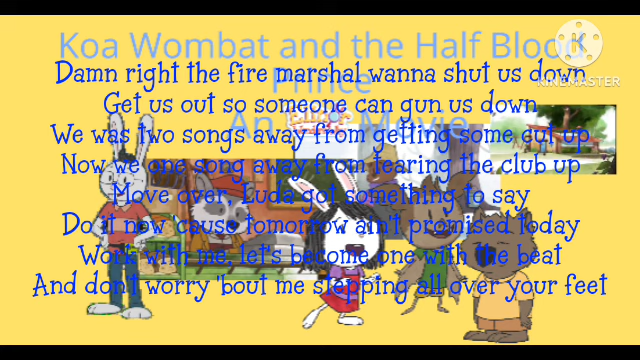 Koa Wombat and the Half Blood
Prince
An
Movie
Damn right the fire marshal wanna shut us down
Get us out so someone can gun us down
We was two songs away from getting some cut up
Now we one song away from tearing the club up
Move over, Luda got something to say
Do it now 'cause tomorrow ain't promised today
Work with me, let's become one with the beat
And don't worry 'bout me stepping all over your feet
KINEMASTER